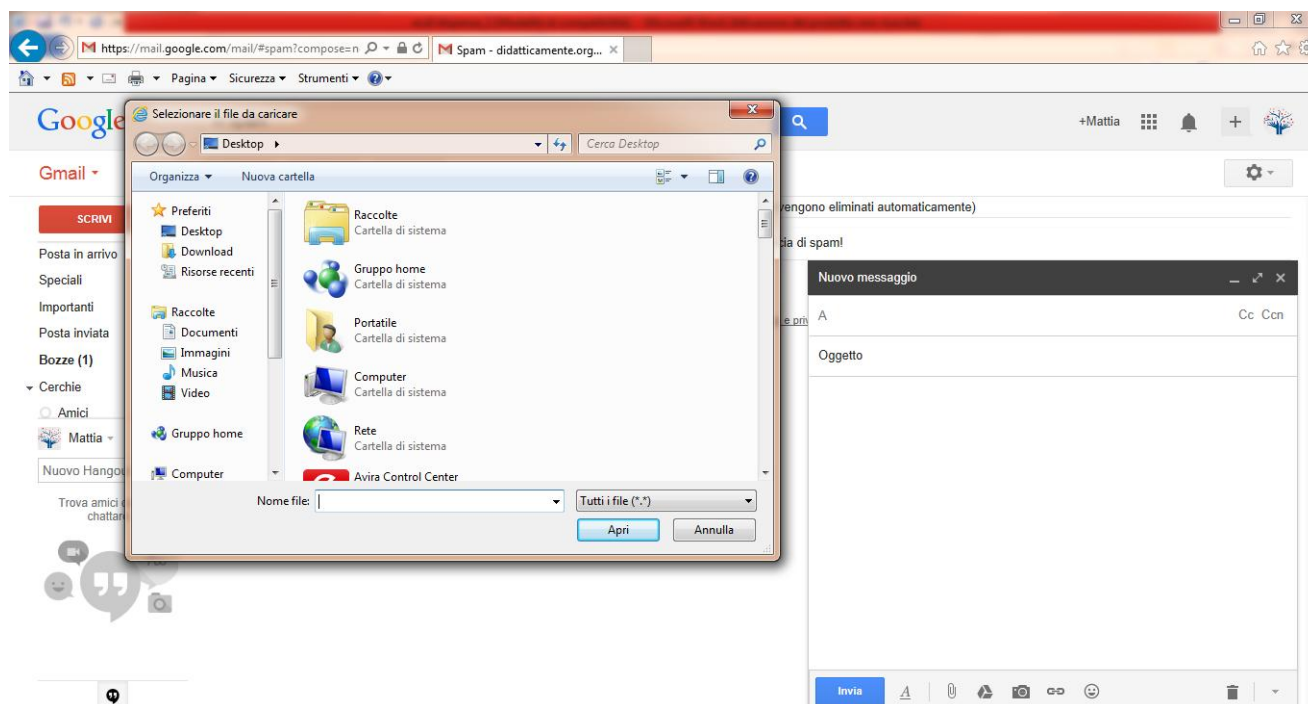 https://mail.google.com/mail/#spam?compose=n
Spam - didatticamente.org...
Pagina
Sicurezza
Strumenti
Google
+Mattia
Gmail
SCRIVI
Posta in arrivo
Speciali
Importanti
Posta inviata
Bozze (1)
Cerchie
Amici
Mattia
Nuovo
Trova amici
Selezionare il file da caricare
Desktop
Cerca Desktop
Organizza
Nuova cartella
Preferiti
Desktop
Download
Risorse recenti
Raccolte
Documenti
Immagini
Musica
Video
Gruppo home
Computer
Raccolte
Cartella di sistema
Gruppo home
Cartella di sistema
Portatile
Cartella di sistema
Computer
Cartella di sistema
Rete
Cartella di sistema
Avira Control Center
Nome file:
Tutti i file (*.*)
Apri
Annulla
eliminati automaticamente)
di spam!
Nuovo messaggio
A
Cc Ccn
Oggetto
Invia
A